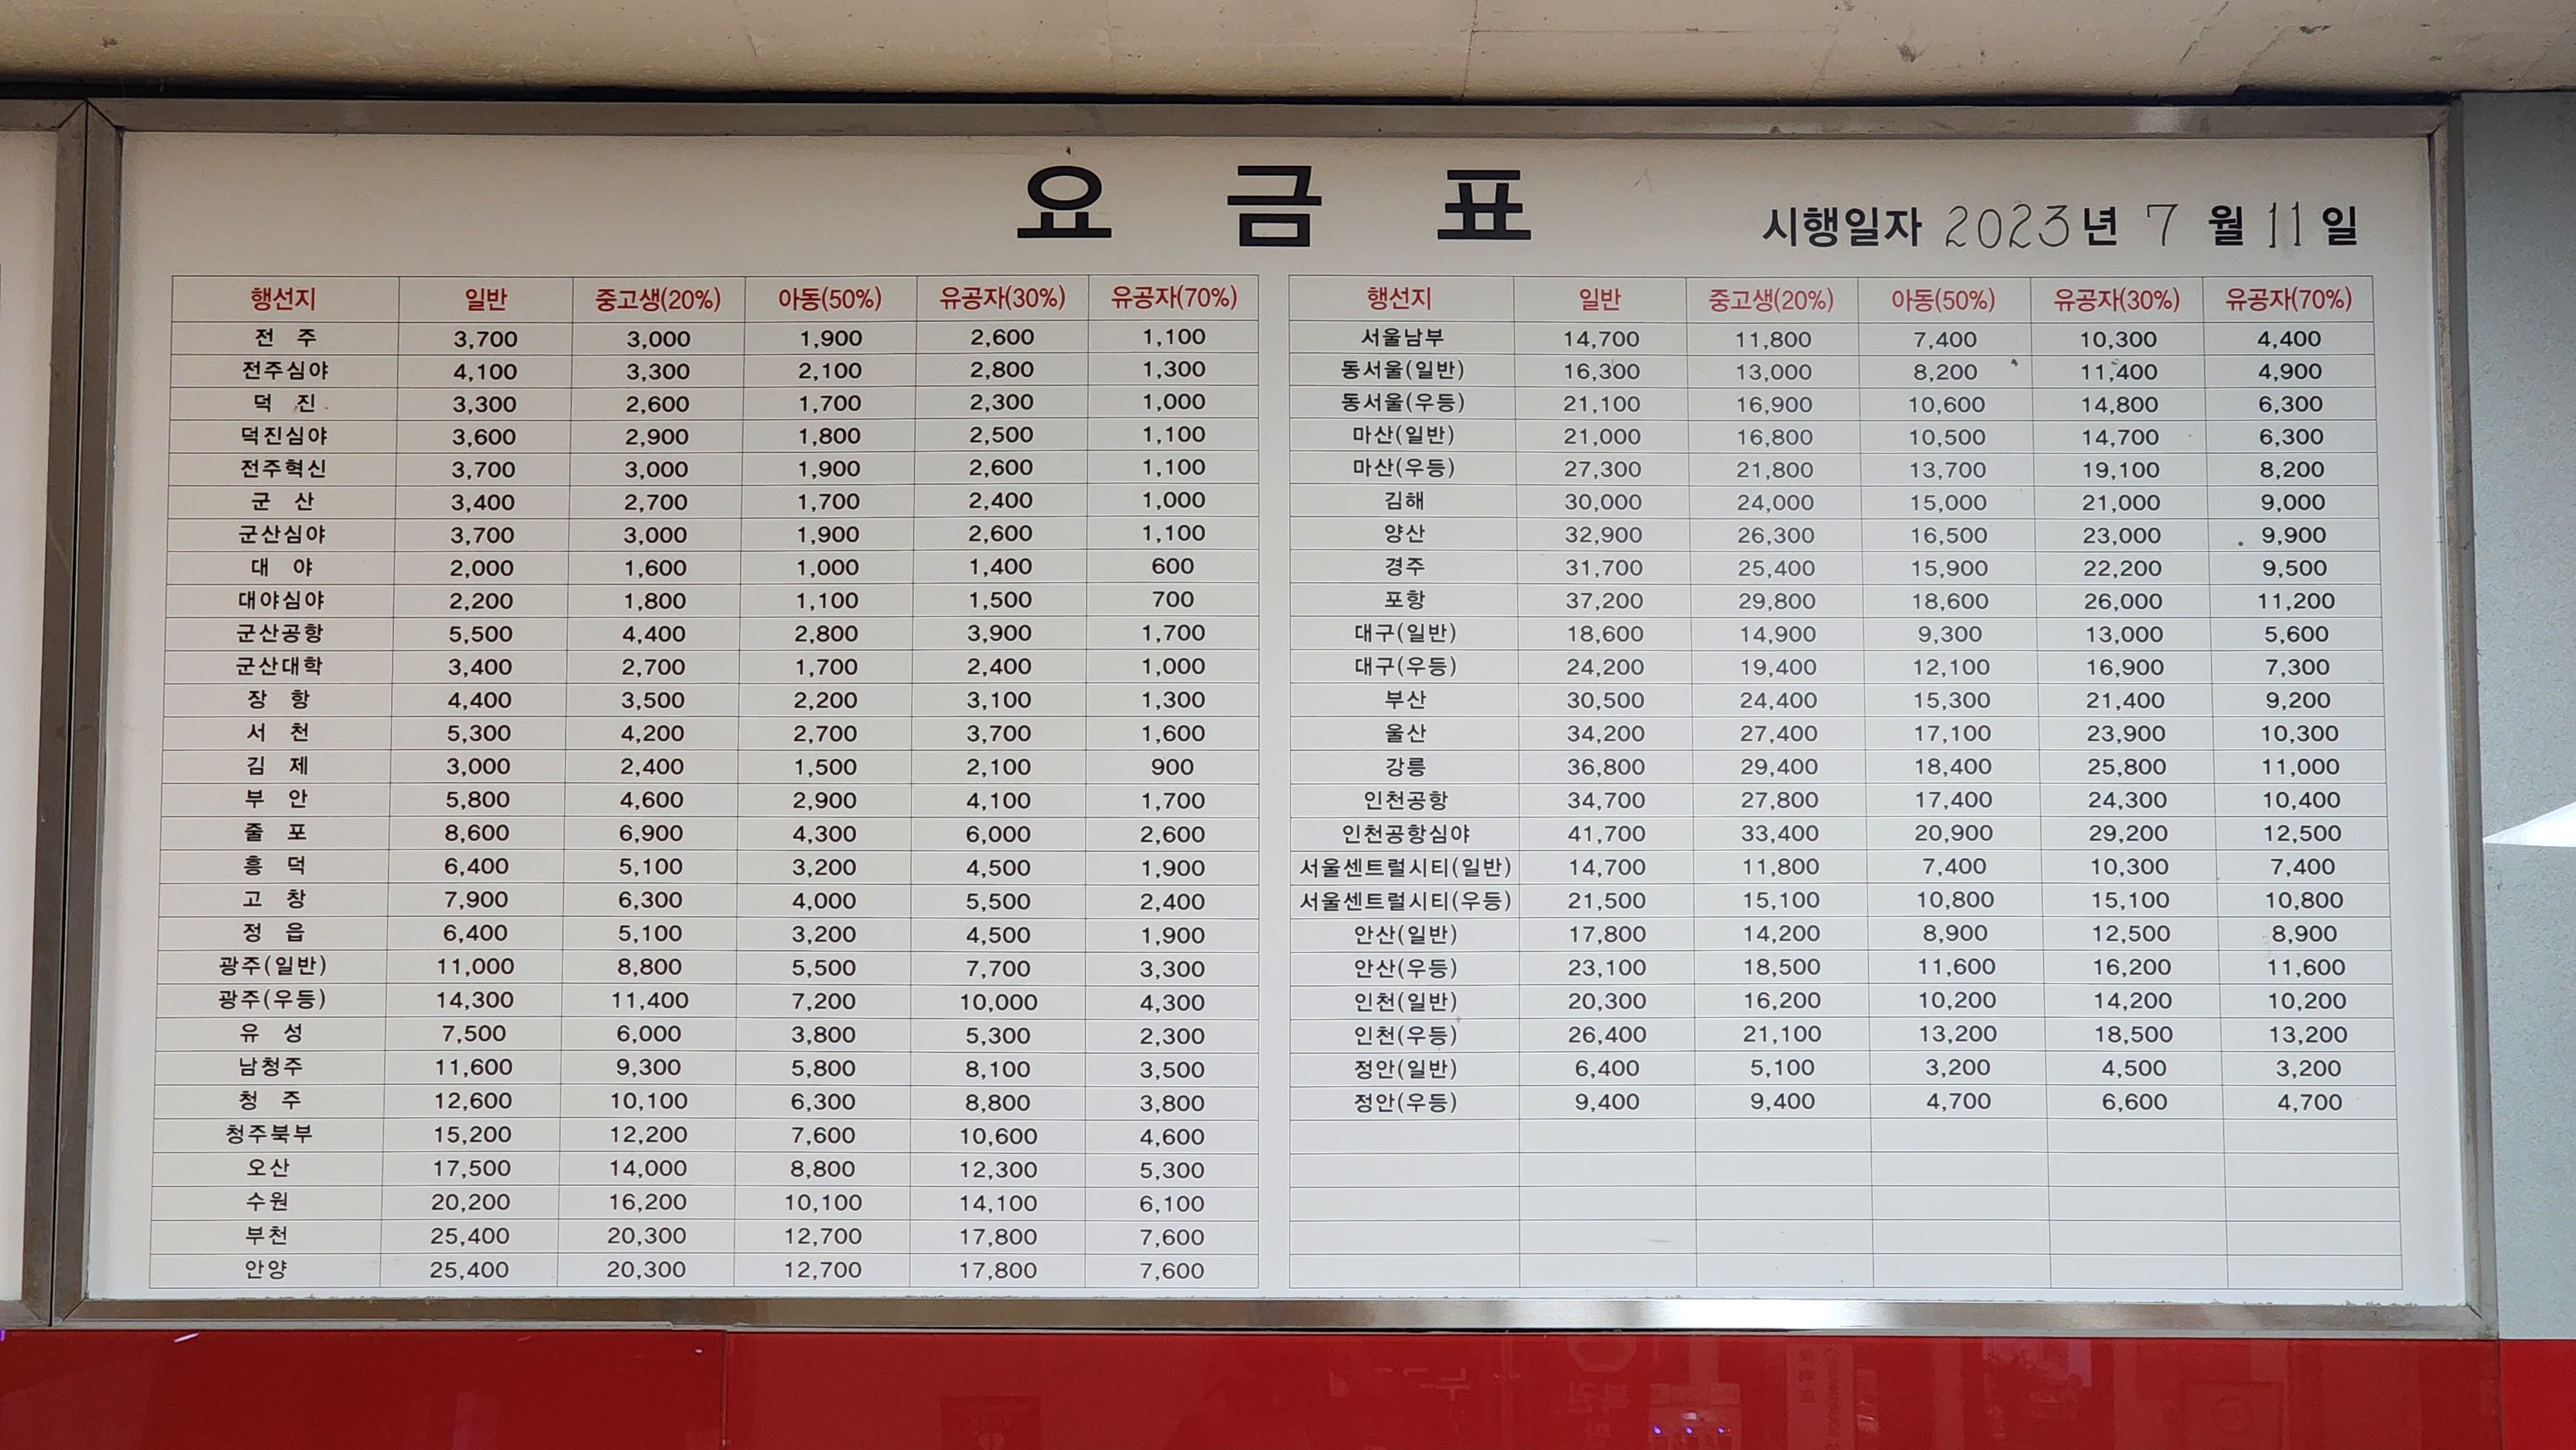 요 금 표
시행일자 2023년 7 월 11 일
행선지 일반 중고생(20%) 아동(50%) 유공자(30%) 유공자(70%)
전 주 3,700 3,000 1,900 2,600 1,100
전주심야 4,100 3,300 2,100 2,800 1,300
덕 진 3,300 2,600 1,700 2,300 1,000
덕진심야 3,600 2,900 1,800 2,500 1,100
전주혁신 3,700 3,000 1,900 2,600 1,100
군 산 3,400 2,700 1,700 2,400 1,000
군산심야 3,700 3,000 1,900 2,600 1,100
대 야 2,000 1,600 1,000 1,400 600
대야심야 2,200 1,800 1,100 1,500 700
군산공항 5,500 4,400 2,800 3,900 1,700
군산대학 3,400 2,700 1,700 2,400 1,000
장 항 4,400 3,500 2,200 3,100 1,300
서 천 5,300 4,200 2,700 3,700 1,600
김 제 3,000 2,400 1,500 2,100 900
부 안 5,800 4,600 2,900 4,100 1,700
줄 포 8,600 6,900 4,300 6,000 2,600
흥 덕 6,400 5,100 3,200 4,500 1,900
고 창 7,900 6,300 4,000 5,500 2,400
정 읍 6,400 5,100 3,200 4,500 1,900
광주(일반) 11,000 8,800 5,500 7,700 3,300
광주(우등) 14,300 11,400 7,200 10,000 4,300
유 성 7,500 6,000 3,800 5,300 2,300
남청주 11,600 9,300 5,800 8,100 3,500
청 주 12,600 10,100 6,300 8,800 3,800
청주북부 15,200 12,200 7,600 10,600 4,600
오산 17,500 14,000 8,800 12,300 5,300
수원 20,200 16,200 10,100 14,100 6,100
부천 25,400 20,300 12,700 17,800 7,600
안양 25,400 20,300 12,700 17,800 7,600
행선지 일반 중고생(20%) 아동(50%) 유공자(30%) 유공자(70%)
서울남부 14,700 11,800 7,400 10,300 4,400
동서울(일반) 16,300 13,000 8,200 11,400 4,900
동서울(우등) 21,100 16,900 10,600 14,800 6,300
마산(일반) 21,000 16,800 10,500 14,700 6,300
마산(우등) 27,300 21,800 13,700 19,100 8,200
김해 30,000 24,000 15,000 21,000 9,000
양산 32,900 26,300 16,500 23,000 9,900
경주 31,700 25,400 15,900 22,200 9,500
포항 37,200 29,800 18,600 26,000 11,200
대구(일반) 18,600 14,900 9,300 13,000 5,600
대구(우등) 24,200 19,400 12,100 16,900 7,300
부산 30,500 24,400 15,300 21,400 9,200
울산 34,200 27,400 17,100 23,900 10,300
강릉 36,800 29,400 18,400 25,800 11,000
인천공항 34,700 27,800 17,400 24,300 10,400
인천공항심야 41,700 33,400 20,900 29,200 12,500
서울센트럴시티(일반) 14,700 11,800 7,400 10,300 7,400
서울센트럴시티(우등) 21,500 15,100 10,800 15,100 10,800
안산(일반) 17,800 14,200 8,900 12,500 8,900
안산(우등) 23,100 18,500 11,600 16,200 11,600
인천(일반) 20,300 16,200 10,200 14,200 10,200
인천(우등) 26,400 21,100 13,200 18,500 13,200
정안(일반) 6,400 5,100 3,200 4,500 3,200
정안(우등) 9,400 9,400 4,700 6,600 4,700